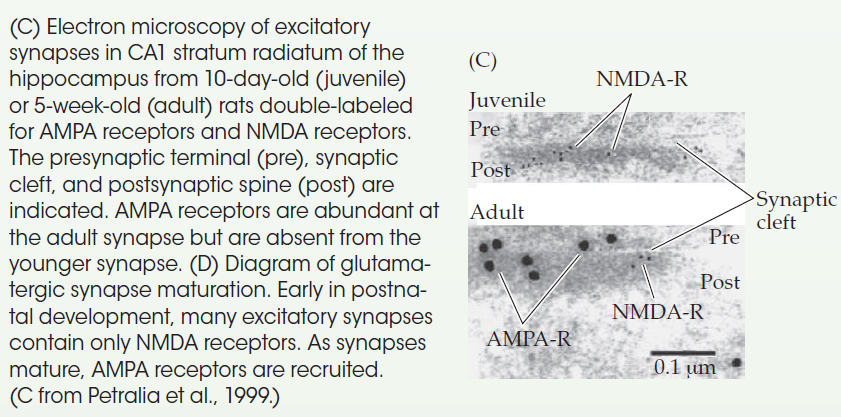 (C) Electron microscopy of excitatory
synapses in CA1 stratum radiatum of the
hippocampus from 10-day-old (juvenile)
or 5-week-old (adult) rats double-labeled
for AMPA receptors and NMDA receptors.
The presynaptic terminal (pre), synaptic
cleft, and postsynaptic spine (post) are
indicated. AMPA receptors are abundant at
the adult synapse but are absent from the
younger synapse. (D) Diagram of glutama-
tergic synapse maturation. Early in postna-
tal development, many excitatory synapses
contain only NMDA receptors. As synapses
mature, AMPA receptors are recruited.
(C from Petralia et al., 1999.)
(C)
NMDA-R
Juvenile
Pre
Post
Synaptic
cleft
Adult
Pre
Post
NMDA-R
AMPA-R
0.1 µm